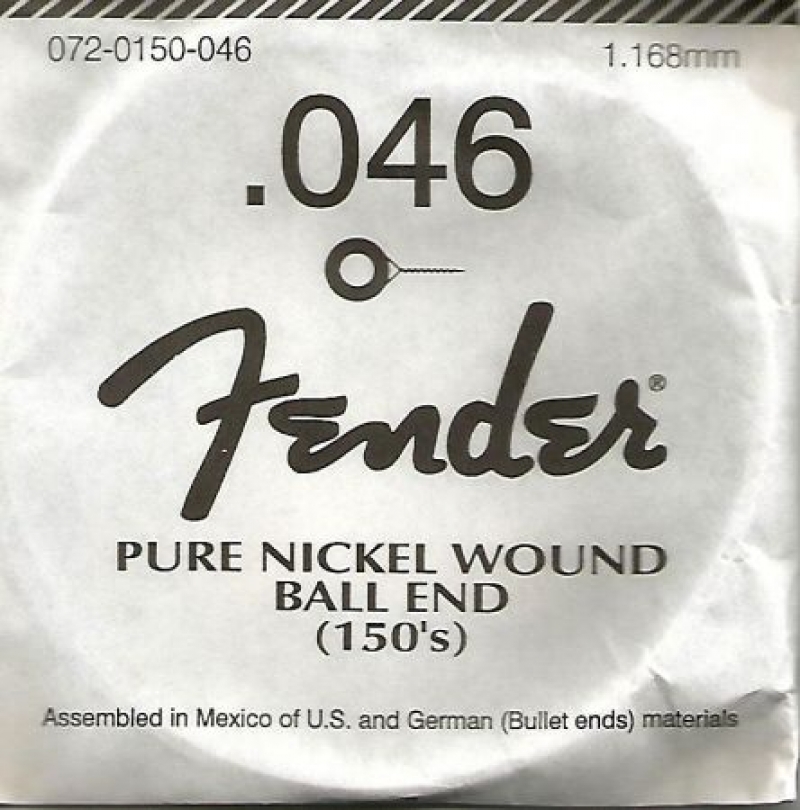 072-0150-046 1.168mm
.046
Fender®
PURE NICKEL WOUND
BALL END
(150's)
Assembled in Mexico of U.S. and German (Bullet ends) materials